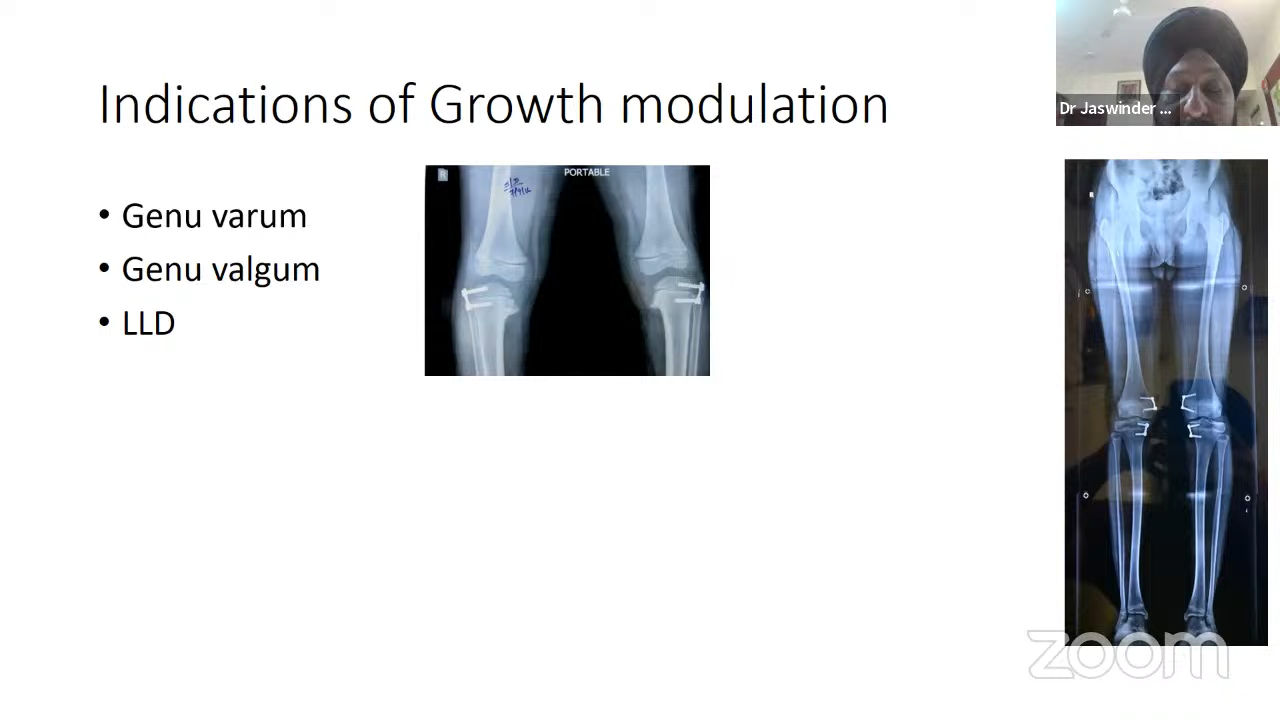 Indications of Growth modulation
Dr Jaswinder ...
• Genu varum
• Genu valgum
• LLD
R
PORTABLE
zoom